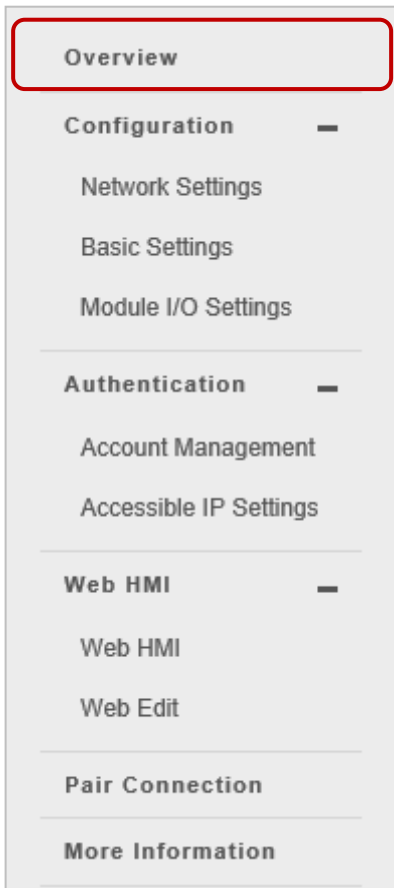 Overview
Configuration
Network Settings
Basic Settings
Module I/O Settings
Authentication
Account Management
Accessible IP Settings
Web HMI
Web HMI
Web Edit
Pair Connection
More Information